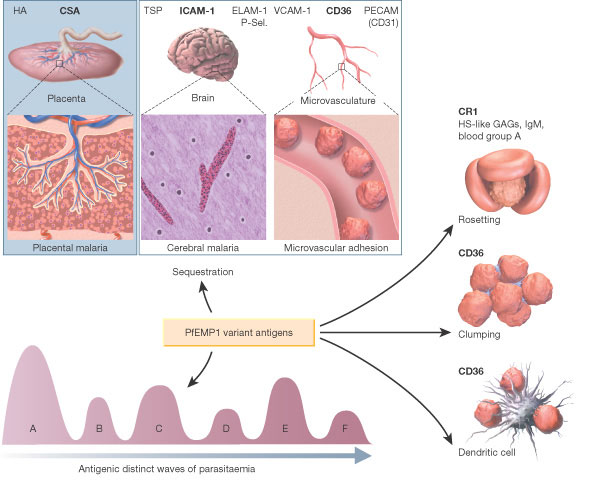 HA CSA
TSP ICAM-1 ELAM-1
P-Sel.
VCAM-1 CD36 PECAM
(CD31)
Placenta
Brain
Microvasculature
Placental malaria
Cerebral malaria
Microvascular adhesion
CR1
HS-like GAGs, IgM,
blood group A
Rosetting
Sequestration
CD36
Clumping
PfEMP1 variant antigens
CD36
Dendritic cell
A B C D E F
Antigenic distinct waves of parasitaemia